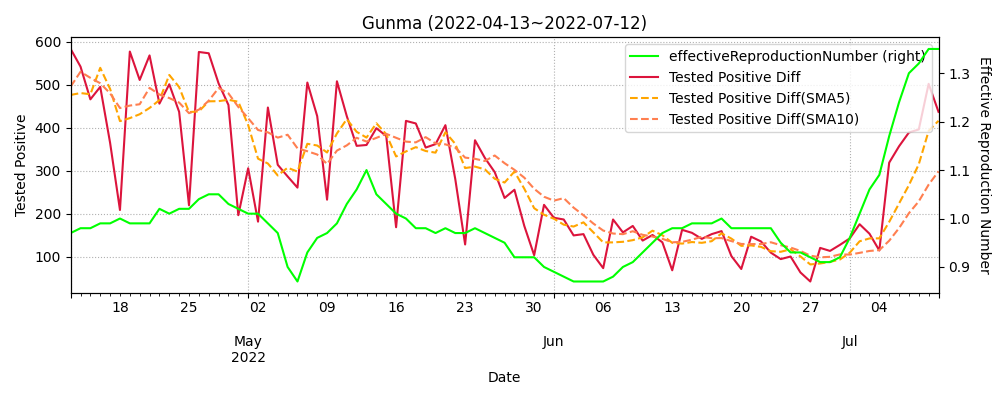 Gunma (2022-04-13~2022-07-12)
effectiveReproductionNumber (right)
Tested Positive Diff
Tested Positive Diff(SMA5)
Tested Positive Diff(SMA10)
Tested Positive
600
500
400
300
200
100
1.3
1.2
1.1
1.0
0.9
Effective Reproduction Number
18 25 02 09 16 23 30 06 13 20 27 04
May Jun Jul
2022
Date